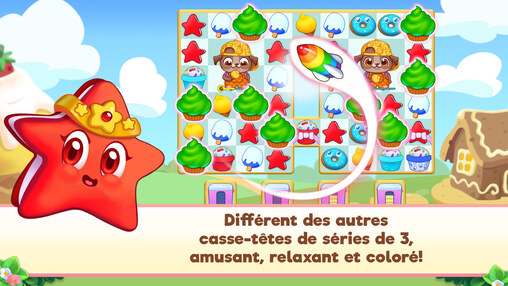 Différent des autres
casse-têtes de séries de 3,
amusant, relaxant et coloré!